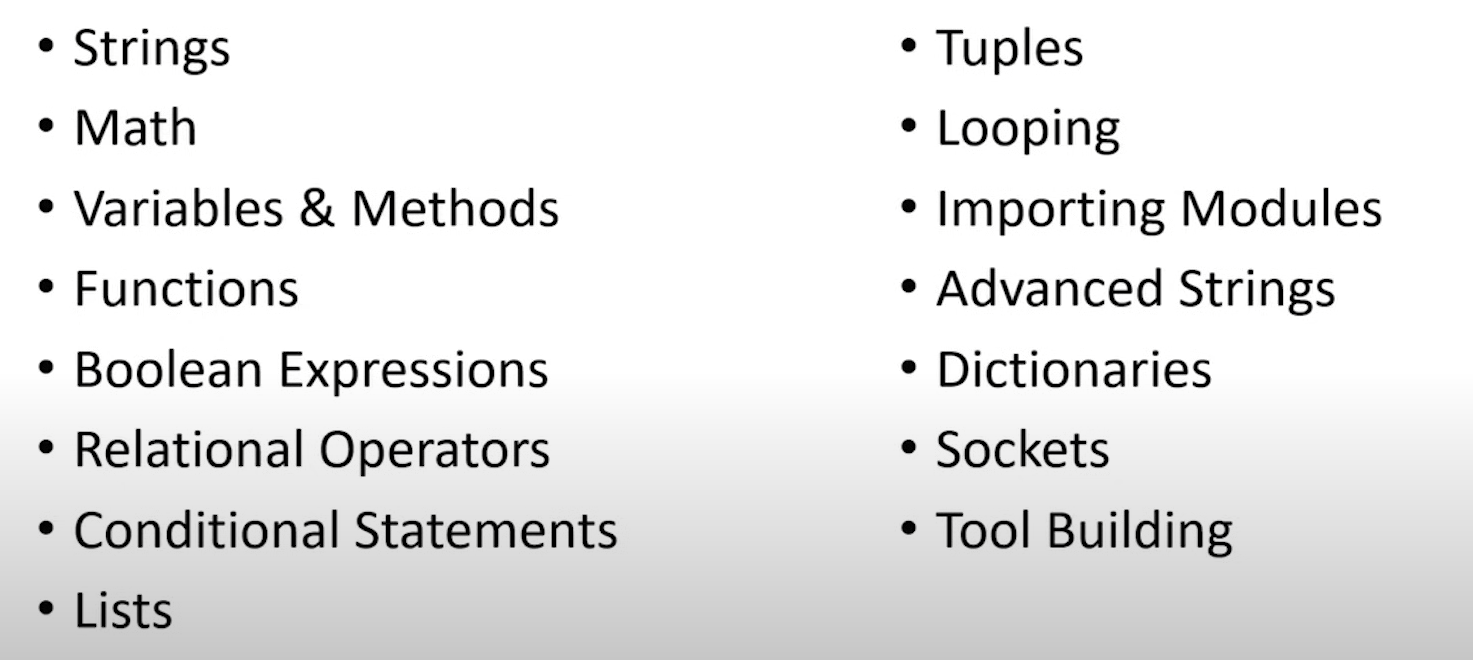 • Strings
• Math
• Variables & Methods
• Functions
• Boolean Expressions
• Relational Operators
• Conditional Statements
• Lists
• Tuples
• Looping
• Importing Modules
• Advanced Strings
• Dictionaries
• Sockets
• Tool Building